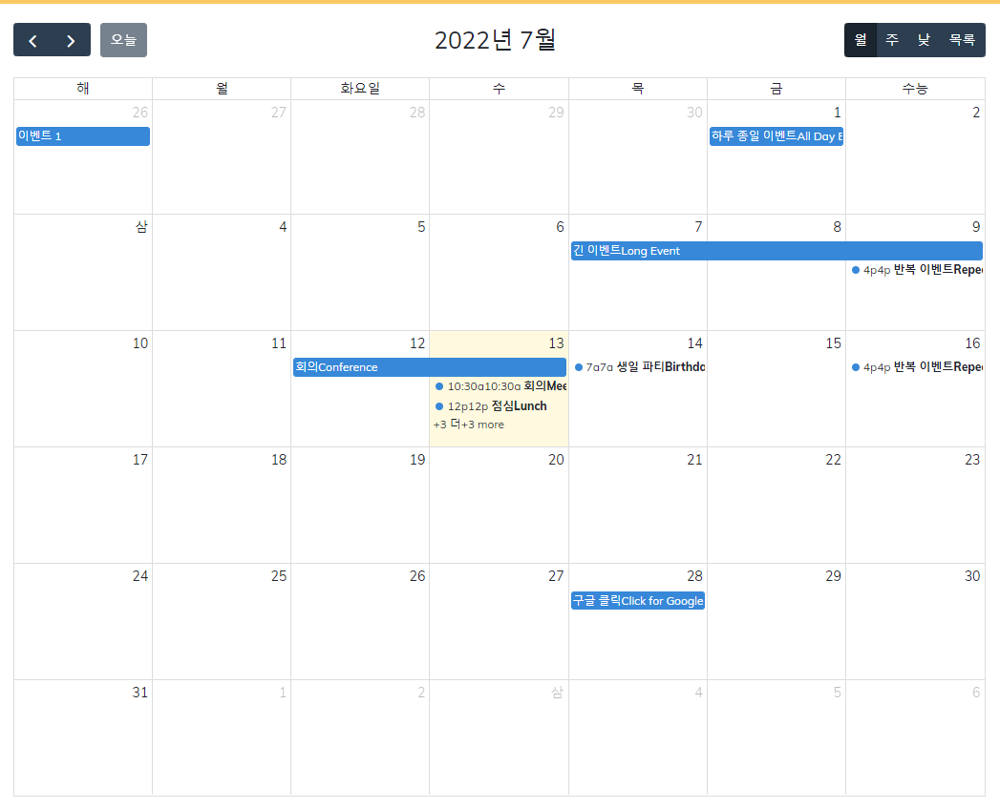 오늘
2022년 7월
월 주 낮 목록
해 월 화요일 수 목 금 수능
26 27 28 29 30 1 2
이벤트 1 하루 종일 이벤트All Day E
삼 4 5 6 7 8 9
긴 이벤트Long Event
4p4p 반복 이벤트Repe
10 11 12 13 14 15 16
회의Conference 7a7a 생일 파티Birthda 4p4p 반복 이벤트Repe
10:30a10:30a 회의Mee
12p12p 점심Lunch
+3 더+3 more
17 18 19 20 21 22 23
24 25 26 27 28 29 30
구글 클릭Click for Google
31 1 2 삼 4 5 6